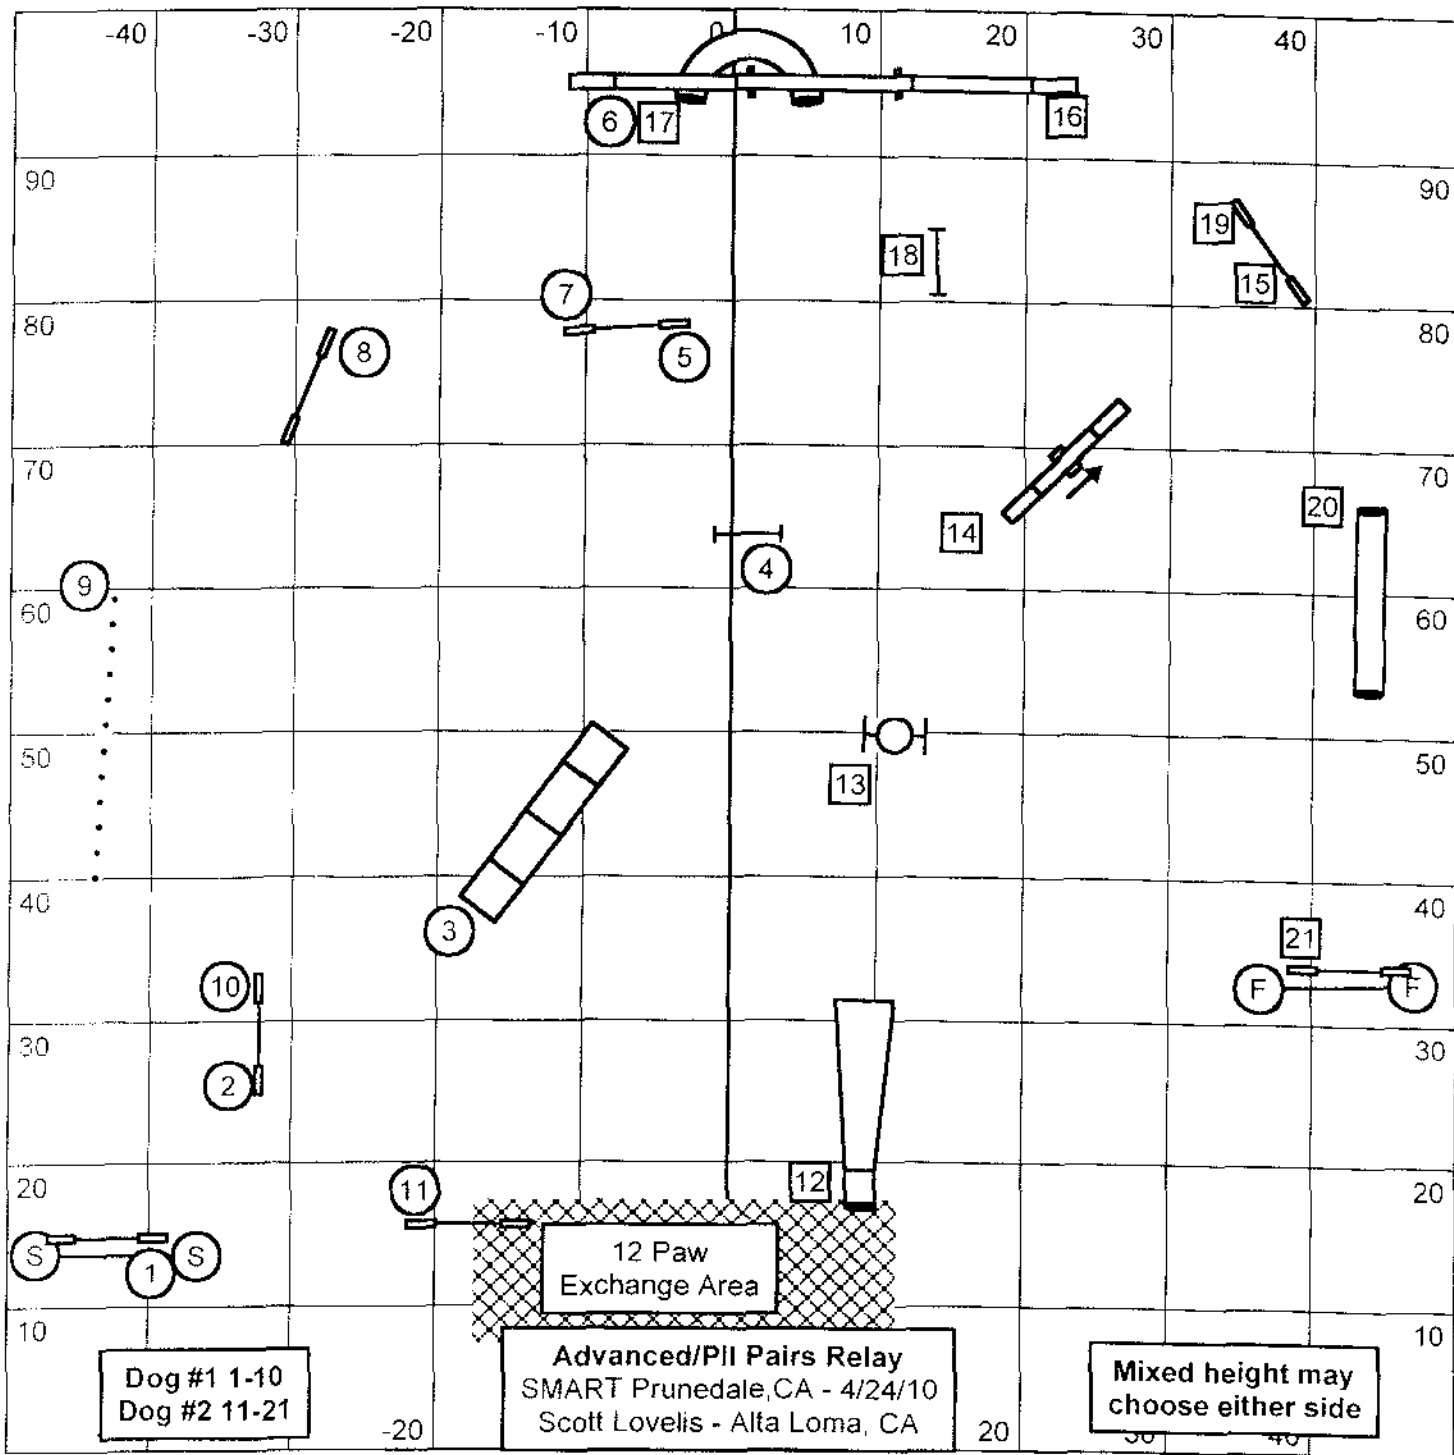 -40 -30 -20 -10 0 10 20 30 40
6 17 16
90 90
19
18
15
7
80 80
8 5
70 70
20
14
4
9
60 60
50 50
13
40 40
3
21
10
F F
30 30
2
20 20
12
11
S S
1
12 Paw
Exchange Area
10 10
Dog #1 1-10
Dog #2 11-21
Advanced/PII Pairs Relay
SMART Prunedale,CA - 4/24/10
Scott Lovelis - Alta Loma, CA
Mixed height may
choose either side
-20 20 30 40